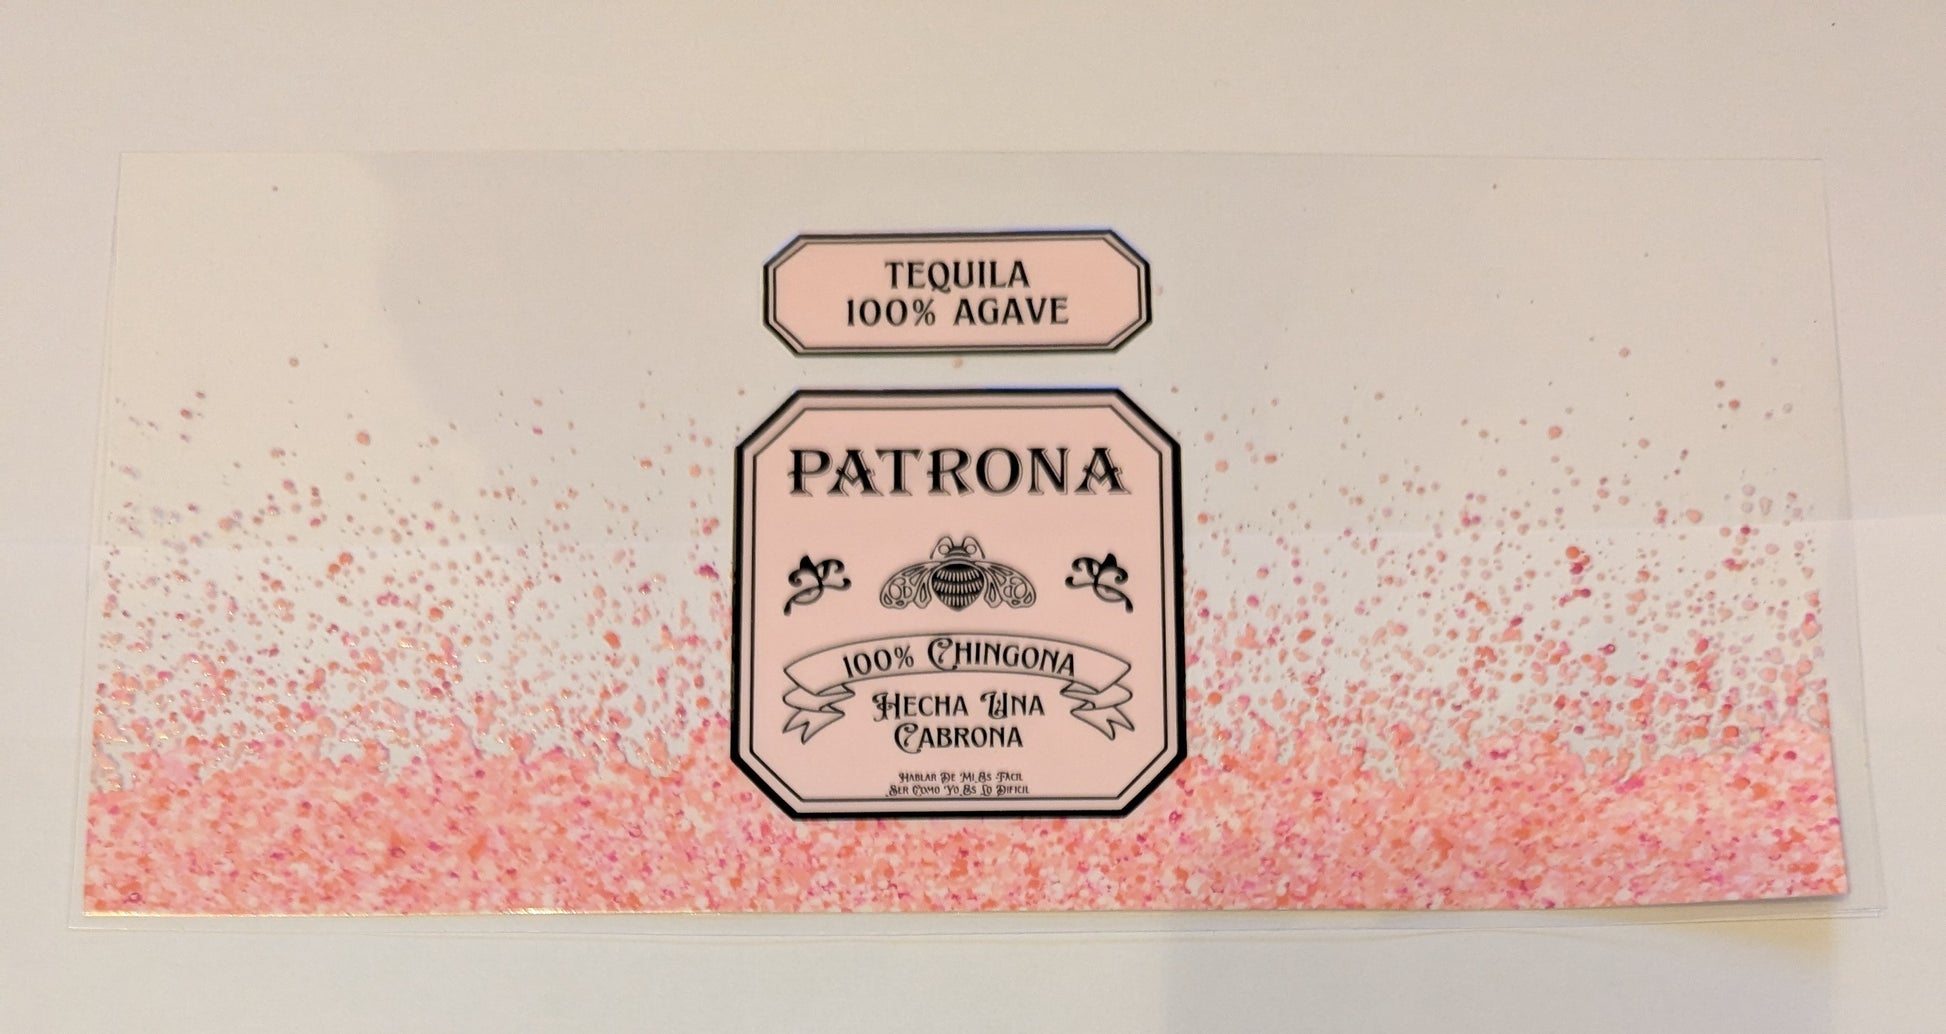 TEQUILA
100% AGAVE
PATRONA
100% CHINGONA
HECHA UNA
CABRONA
HABLAR DE MI ES FÁCIL
SER COMO YO ES LO DIFICIL